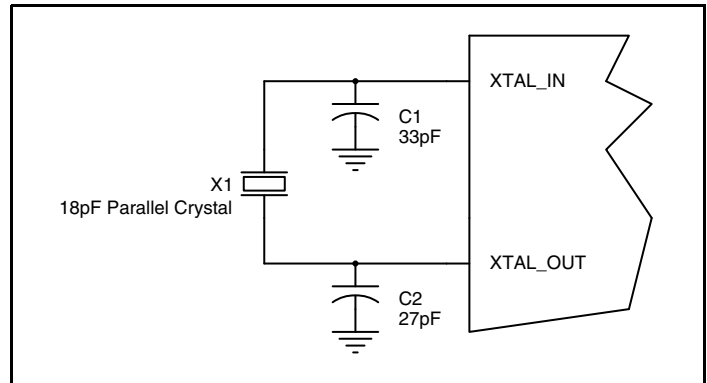 XTAL_IN
C1
33pF
X1
18pF Parallel Crystal
XTAL_OUT
C2
27pF